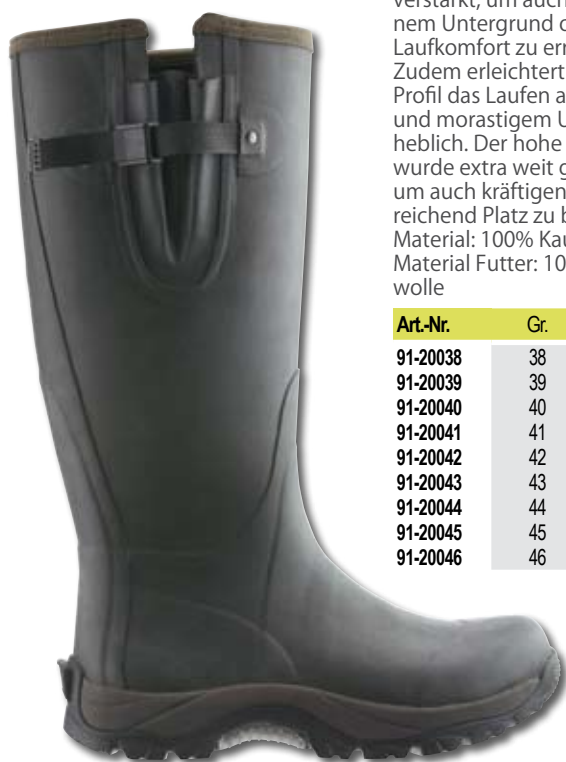 verstärkt, um auch
nem Untergrund
Laufkomfort zu
Zudem erleichtert
Profil das Laufen
und morastigem
heblich. Der hohe
wurde extra weit
um auch kräftigen
reichend Platz zu
Material: 100%
Material Futter:
wolle
Art.-Nr. Gr.
91-20038 38
91-20039 39
91-20040 40
91-20041 41
91-20042 42
91-20043 43
91-20044 44
91-20045 45
91-20046 46